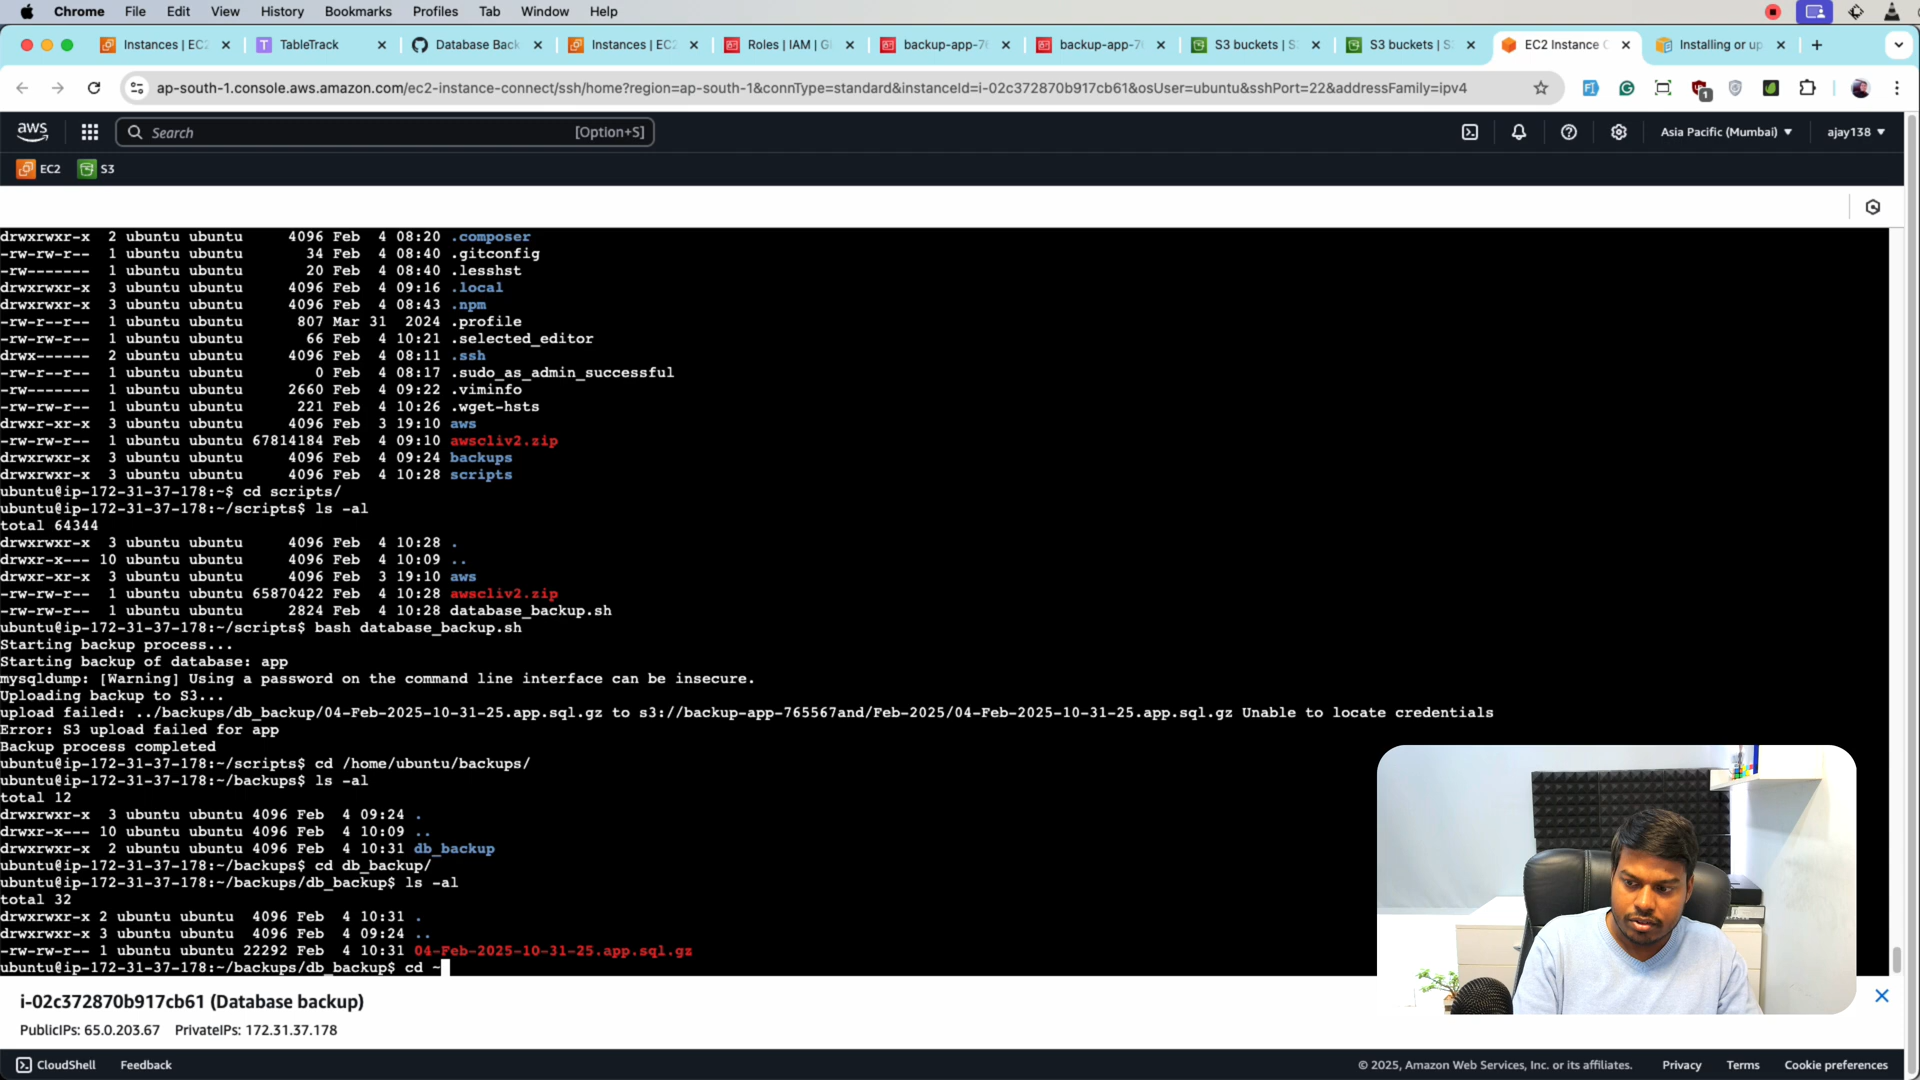 Chrome File Edit View History Bookmarks Profiles Tab Window Help
Instances | EC2 TableTrack Database Back Instances | EC2 Roles | IAM | Gl backup-app-76 backup-app-7 S3 buckets | S S3 buckets | S EC2 Instance C Installing or up
ap-south-1.console.aws.amazon.com/ec2-instance-connect/ssh/home?region=ap-south-1&connType=standard&instanceId=i-02c372870b917cb61&osUser=ubuntu&sshPort=22&addressFamily=ipv4
aws Search [Option+S] Asia Pacific (Mumbai) ajay138
EC2 S3
drwxrwxr-x 2 ubuntu ubuntu 4096 Feb 4 08:20 .composer
-rw-rw-r-- 1 ubuntu ubuntu 34 Feb 4 08:40 .gitconfig
-rw------- 1 ubuntu ubuntu 20 Feb 4 08:40 .lesshst
drwxrwxr-x 3 ubuntu ubuntu 4096 Feb 4 09:16 .local
drwxrwxr-x 3 ubuntu ubuntu 4096 Feb 4 08:43 .npm
-rw-r--r-- 1 ubuntu ubuntu 807 Mar 31 2024 .profile
-rw-rw-r-- 1 ubuntu ubuntu 66 Feb 4 10:21 .selected_editor
drwx------ 2 ubuntu ubuntu 4096 Feb 4 08:11 .ssh
-rw-r--r-- 1 ubuntu ubuntu 0 Feb 4 08:17 .sudo_as_admin_successful
-rw------- 1 ubuntu ubuntu 2660 Feb 4 09:22 .viminfo
-rw-rw-r-- 1 ubuntu ubuntu 221 Feb 4 10:26 .wget-hsts
drwxr-xr-x 3 ubuntu ubuntu 4096 Feb 3 19:10 aws
-rw-rw-r-- 1 ubuntu ubuntu 67814184 Feb 4 09:10 awscliv2.zip
drwxrwxr-x 3 ubuntu ubuntu 4096 Feb 4 09:24 backups
drwxrwxr-x 3 ubuntu ubuntu 4096 Feb 4 10:28 scripts
ubuntu@ip-172-31-37-178:~$ cd scripts/
ubuntu@ip-172-31-37-178:~/scripts$ ls -al
total 64344
drwxrwxr-x 3 ubuntu ubuntu 4096 Feb 4 10:28 .
drwxr-x--- 10 ubuntu ubuntu 4096 Feb 4 10:09 ..
drwxr-xr-x 3 ubuntu ubuntu 4096 Feb 3 19:10 aws
-rw-rw-r-- 1 ubuntu ubuntu 65870422 Feb 4 10:28 awscliv2.zip
-rw-rw-r-- 1 ubuntu ubuntu 2824 Feb 4 10:28 database_backup.sh
ubuntu@ip-172-31-37-178:~/scripts$ bash database_backup.sh
Starting backup process...
Starting backup of database: app
mysqldump: [Warning] Using a password on the command line interface can be insecure.
Uploading backup to S3...
upload failed: ../backups/db_backup/04-Feb-2025-10-31-25.app.sql.gz to s3://backup-app-765567and/Feb-2025/04-Feb-2025-10-31-25.app.sql.gz Unable to locate credentials
Error: S3 upload failed for app
Backup process completed
ubuntu@ip-172-31-37-178:~/scripts$ cd /home/ubuntu/backups/
ubuntu@ip-172-31-37-178:~/backups$ ls -al
total 12
drwxrwxr-x 3 ubuntu ubuntu 4096 Feb 4 09:24 .
drwxr-x--- 10 ubuntu ubuntu 4096 Feb 4 10:09 ..
drwxrwxr-x 2 ubuntu ubuntu 4096 Feb 4 10:31 db_backup
ubuntu@ip-172-31-37-178:~/backups$ cd db_backup/
ubuntu@ip-172-31-37-178:~/backups/db_backup$ ls -al
total 32
drwxrwxr-x 2 ubuntu ubuntu 4096 Feb 4 10:31 .
drwxrwxr-x 3 ubuntu ubuntu 4096 Feb 4 09:24 ..
-rw-rw-r-- 1 ubuntu ubuntu 22292 Feb 4 10:31 04-Feb-2025-10-31-25.app.sql.gz
ubuntu@ip-172-31-37-178:~/backups/db_backup$ cd ~
i-02c372870b917cb61 (Database backup)
PublicIPs: 65.0.203.67 PrivateIPs: 172.31.37.178
CloudShell Feedback © 2025, Amazon Web Services, Inc. or its affiliates. Privacy Terms Cookie preferences